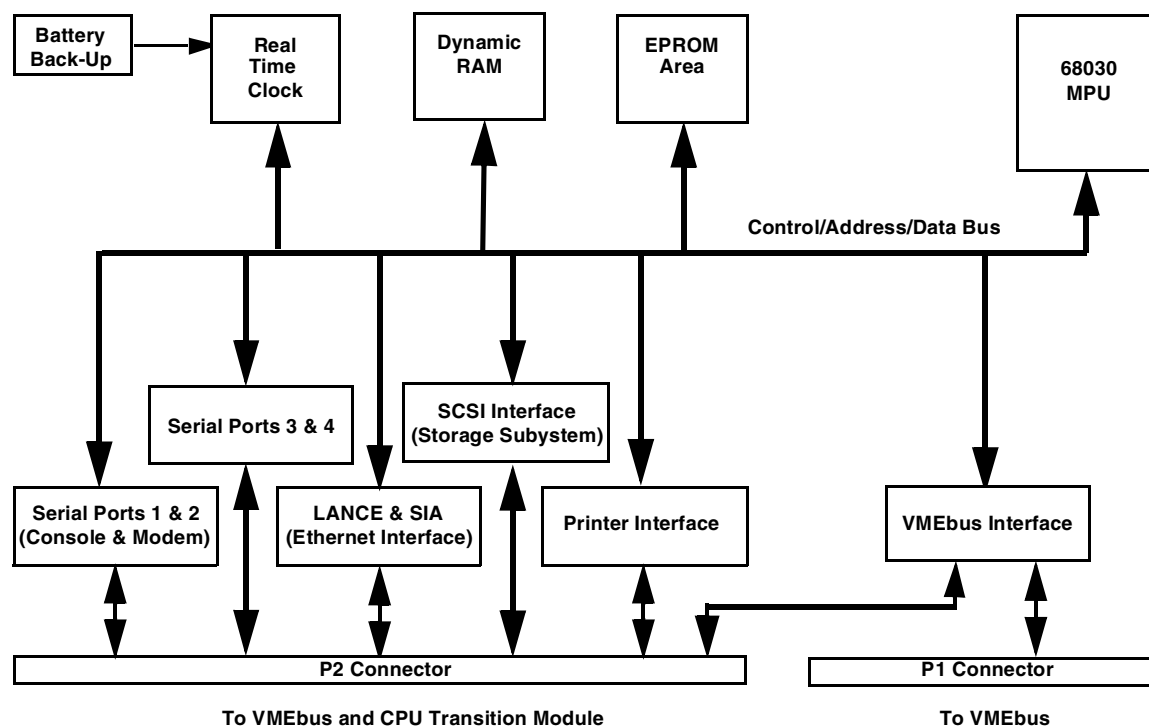 Battery
Back-Up
Real
Time
Clock
Dynamic
RAM
EPROM
Area
68030
MPU
Control/Address/Data Bus
Serial Ports 3 & 4
SCSI Interface
(Storage Subystem)
Serial Ports 1 & 2
(Console & Modem)
LANCE & SIA
(Ethernet Interface)
Printer Interface
VMEbus Interface
P2 Connector
P1 Connector
To VMEbus and CPU Transition Module
To VMEbus